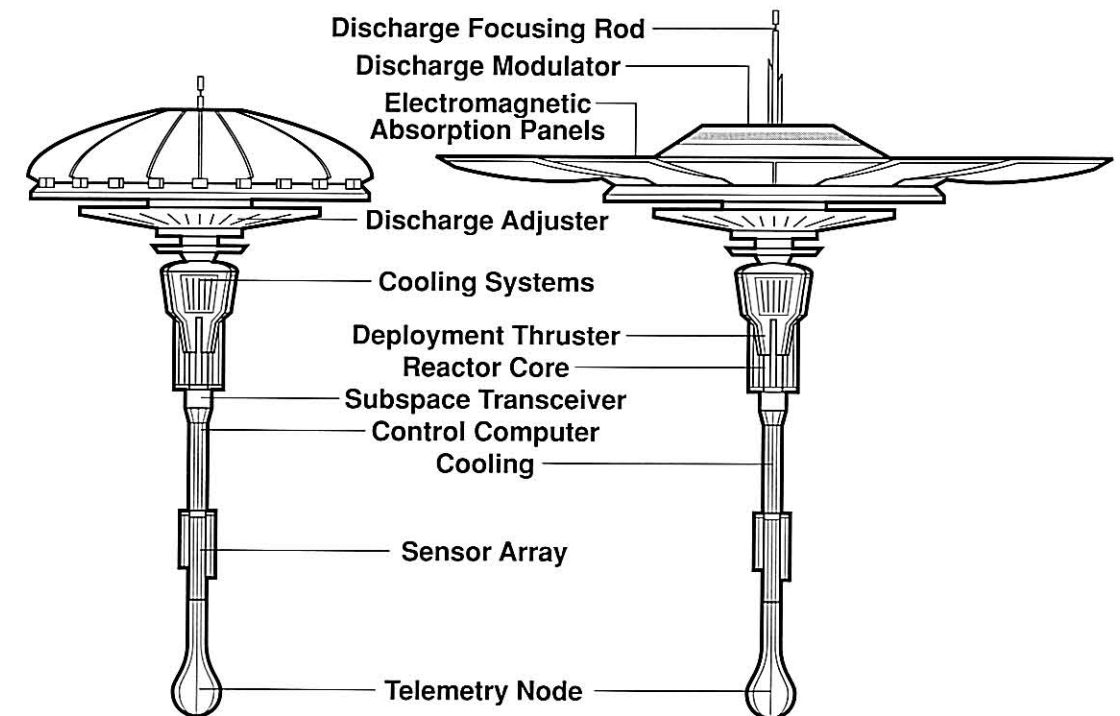 Discharge Focusing Rod
Discharge Modulator
Electromagnetic
Absorption Panels
Discharge Adjuster
Cooling Systems
Deployment Thruster
Reactor Core
Subspace Transceiver
Control Computer
Cooling
Sensor Array
Telemetry Node